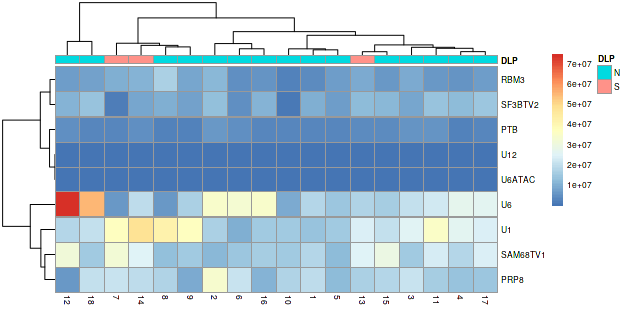 DLP
RBM3
SF3BTV2
PTB
U12
U6ATAC
U6
U1
SAM68TV1
PRP8
12 18 7 14 8 9 2 6 16 10 1 5 13 15 3 11 4 17
7e+07
6e+07
5e+07
4e+07
3e+07
2e+07
1e+07
DLP
N
S